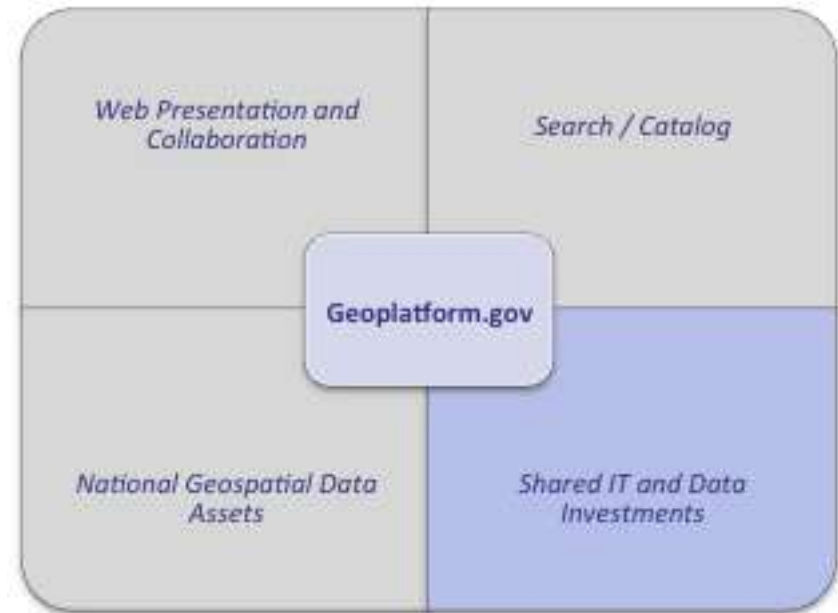 Web Presentation and
Collaboration
Search / Catalog
Geoplatform.gov
National Geospatial Data
Assets
Shared IT and Data
Investments